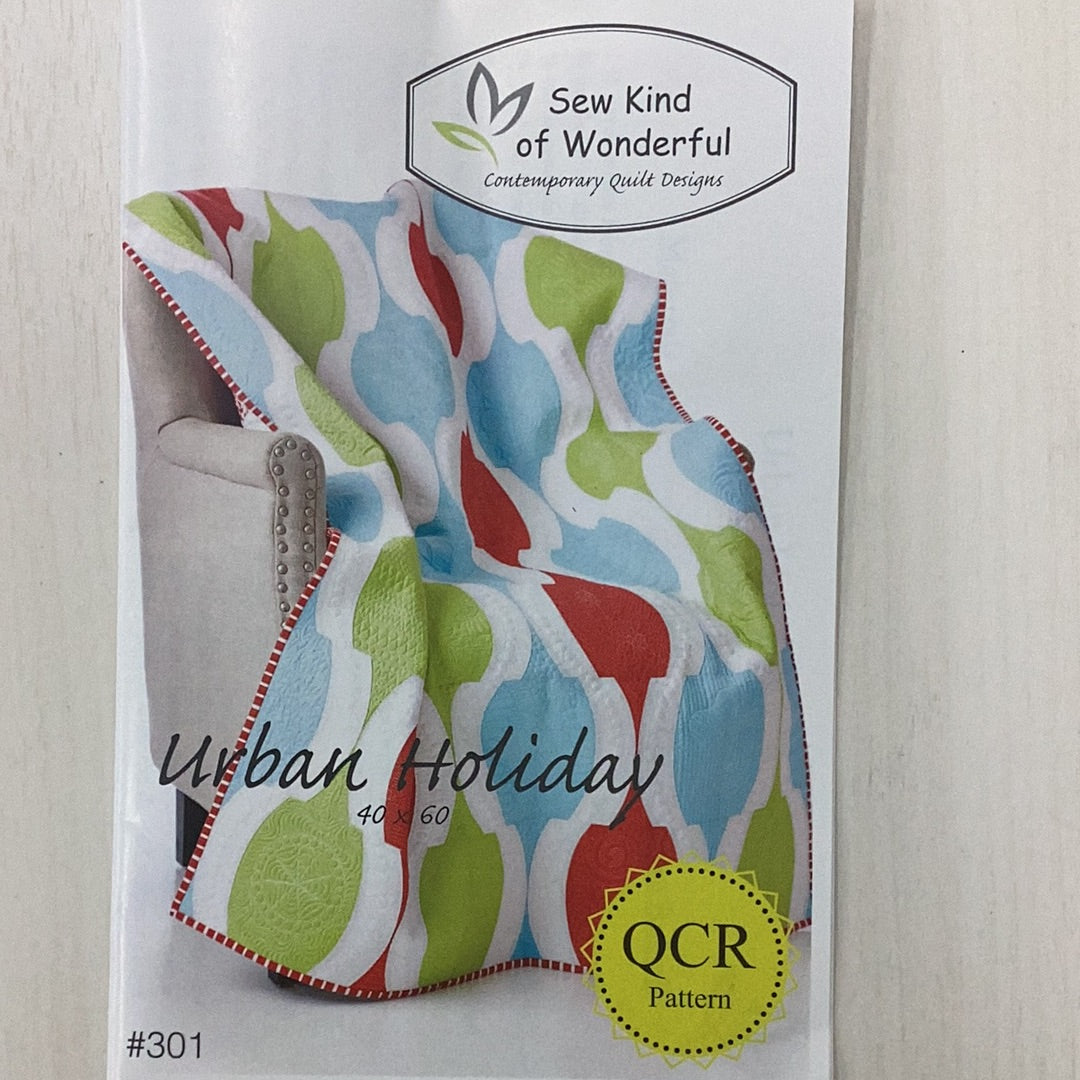 Sew Kind
of Wonderful
Contemporary Quilt Designs
Urban Holiday
40 x 60
QCR
Pattern
#301